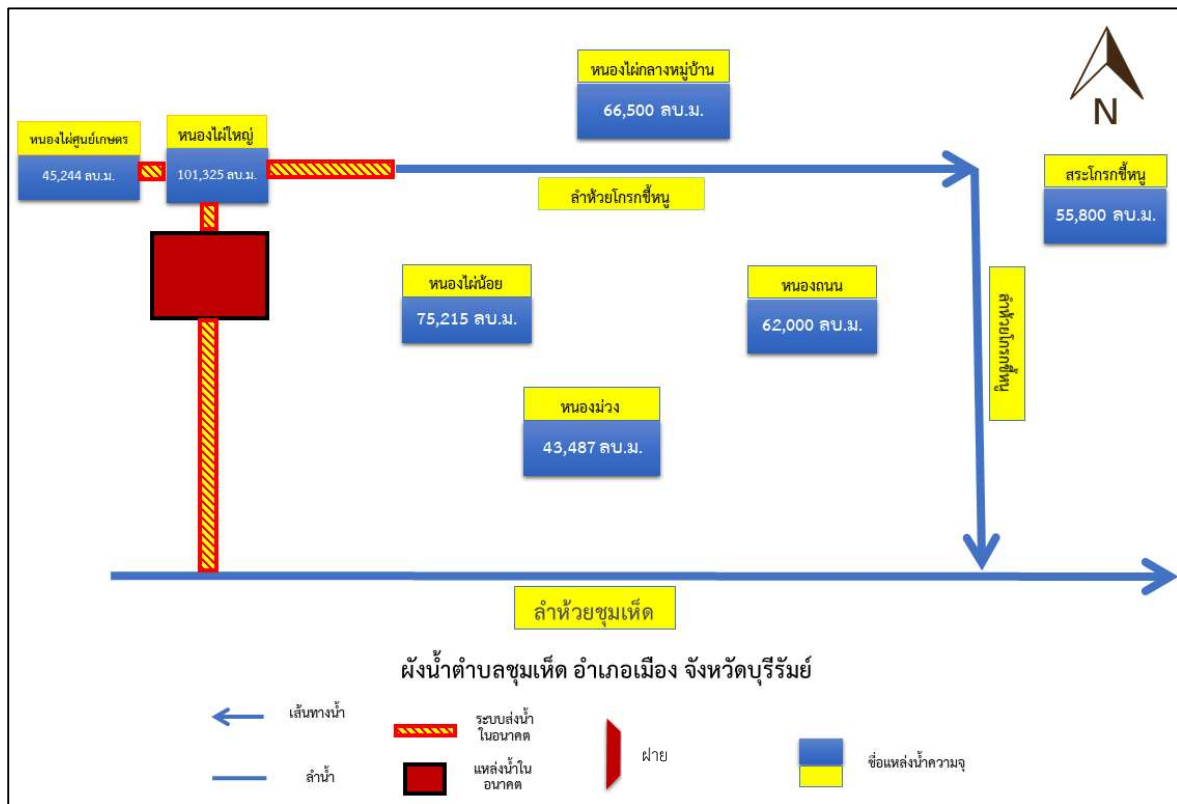 หนองไผ่กลางหมู่บ้าน
66,500 ลบ.ม.
N
หนองไผ่ศูนย์เกษตร
45,244 ลบ.ม.
หนองไผ่ใหญ่
101,325 ลบ.ม.
สระโกรกขี้หนู
55,800 ลบ.ม.
ลำห้วยโกรกขี้หนู
หนองไผ่น้อย
75,215 ลบ.ม.
หนองถนน
62,000 ลบ.ม.
ลำห้วยโกรกขี้หนู
หนองม่วง
43,487 ลบ.ม.
ลำห้วยชุมเห็ด
ผังน้ำตำบลชุมเห็ด อำเภอเมือง จังหวัดบุรีรัมย์
เส้นทางน้ำ
ระบบส่งน้ำ
ในอนาคต
ฝาย
ชื่อแหล่งน้ำความจุ
ลำน้ำ
แหล่งน้ำใน
อนาคต